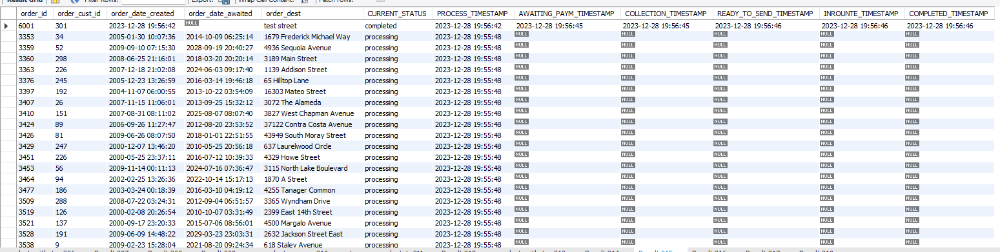 Result Grid Filter Rows: Export: Wrap Cell Content: Fetch rows:
order_id order_cust_id order_date_created order_date_awaited order_dest CURRENT_STATUS PROCESS_TIMESTAMP AWAITING_PAYM_TIMESTAMP COLLECTION_TIMESTAMP READY_TO_SEND_TIMESTAMP INROUNTE_TIMESTAMP COMPLETED_TIMESTAMP
6001 301 2023-12-28 19:56:42 NULL test street completed 2023-12-28 19:56:42 2023-12-28 19:56:45 2023-12-28 19:56:45 2023-12-28 19:56:46 2023-12-28 19:56:46 2023-12-28 19:56:46
3353 34 2005-01-30 10:07:36 2014-10-09 06:25:14 1679 Frederick Michael Way processing 2023-12-28 19:55:48 NULL NULL NULL NULL NULL
3359 52 2009-09-10 07:15:30 2028-09-19 20:40:27 4936 Sequoia Avenue processing 2023-12-28 19:55:48 NULL NULL NULL NULL NULL
3360 298 2008-06-25 21:16:01 2018-03-20 20:20:14 3189 Main Street processing 2023-12-28 19:55:48 NULL NULL NULL NULL NULL
3363 226 2007-12-18 21:02:08 2024-06-03 09:17:40 1139 Addison Street processing 2023-12-28 19:55:48 NULL NULL NULL NULL NULL
3376 245 2005-12-23 13:26:59 2016-03-14 19:46:18 65 Hilltop Lane processing 2023-12-28 19:55:48 NULL NULL NULL NULL NULL
3397 192 2004-11-07 06:00:55 2013-10-22 03:54:09 16303 Mateo Street processing 2023-12-28 19:55:48 NULL NULL NULL NULL NULL
3407 26 2007-11-15 11:06:01 2013-09-25 15:32:12 3072 The Alameda processing 2023-12-28 19:55:48 NULL NULL NULL NULL NULL
3410 151 2007-08-31 08:11:02 2025-08-07 08:07:40 3827 West Chapman Avenue processing 2023-12-28 19:55:48 NULL NULL NULL NULL NULL
3424 89 2006-09-26 11:27:47 2012-08-20 23:53:52 37122 Contra Costa Avenue processing 2023-12-28 19:55:48 NULL NULL NULL NULL NULL
3426 81 2009-06-26 08:07:50 2018-01-01 22:51:55 43949 South Moray Street processing 2023-12-28 19:55:48 NULL NULL NULL NULL NULL
3429 247 2000-12-07 13:46:20 2010-05-25 20:56:18 637 Laurelwood Circle processing 2023-12-28 19:55:48 NULL NULL NULL NULL NULL
3451 226 2000-05-25 23:37:11 2016-07-12 10:39:33 4329 Howe Street processing 2023-12-28 19:55:48 NULL NULL NULL NULL NULL
3453 56 2009-11-14 00:11:13 2024-07-16 07:36:47 3115 North Lake Boulevard processing 2023-12-28 19:55:48 NULL NULL NULL NULL NULL
3464 94 2002-02-25 13:26:36 2022-10-14 15:17:13 1870 A Street processing 2023-12-28 19:55:48 NULL NULL NULL NULL NULL
3477 186 2003-03-24 00:18:39 2016-03-10 04:19:12 4255 Tanager Common processing 2023-12-28 19:55:48 NULL NULL NULL NULL NULL
3509 288 2008-07-22 03:24:31 2012-09-04 06:51:57 3365 Wyndham Drive processing 2023-12-28 19:55:48 NULL NULL NULL NULL NULL
3519 126 2000-02-08 20:26:54 2010-10-07 03:31:49 2399 East 14th Street processing 2023-12-28 19:55:48 NULL NULL NULL NULL NULL
3521 137 2000-09-17 23:20:33 2015-07-06 08:56:01 4500 Margalo Avenue processing 2023-12-28 19:55:48 NULL NULL NULL NULL NULL
3528 191 2009-06-09 14:48:22 2029-03-23 23:03:31 2632 Jackson Street East processing 2023-12-28 19:55:48 NULL NULL NULL NULL NULL
3538 9 2009-02-23 15:28:04 2021-08-20 09:24:34 618 Staley Avenue processing 2023-12-28 19:55:48 NULL NULL NULL NULL NULL